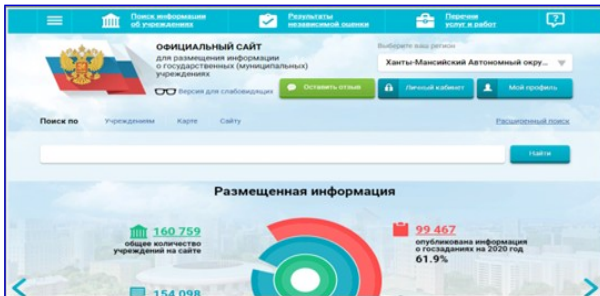 Поиск информации
об учреждениях
Результаты
независимой оценки
Перечни
услуг и работ
ОФИЦИАЛЬНЫЙ САЙТ
для размещения информации
о государственных (муниципальных)
учреждениях
Версия для слабовидящих
Оставить отзыв
Выберите ваш регион
Ханты-Мансийский Автономный окру...
Личный кабинет
Мой профиль
Поиск по
Учреждениям
Карте
Сайту
Расширенный поиск
Найти
Размещенная информация
160 759
общее количество
учреждений на сайте
154 098
99 467
опубликована информация
о госзаданиях на 2020 год
61.9%